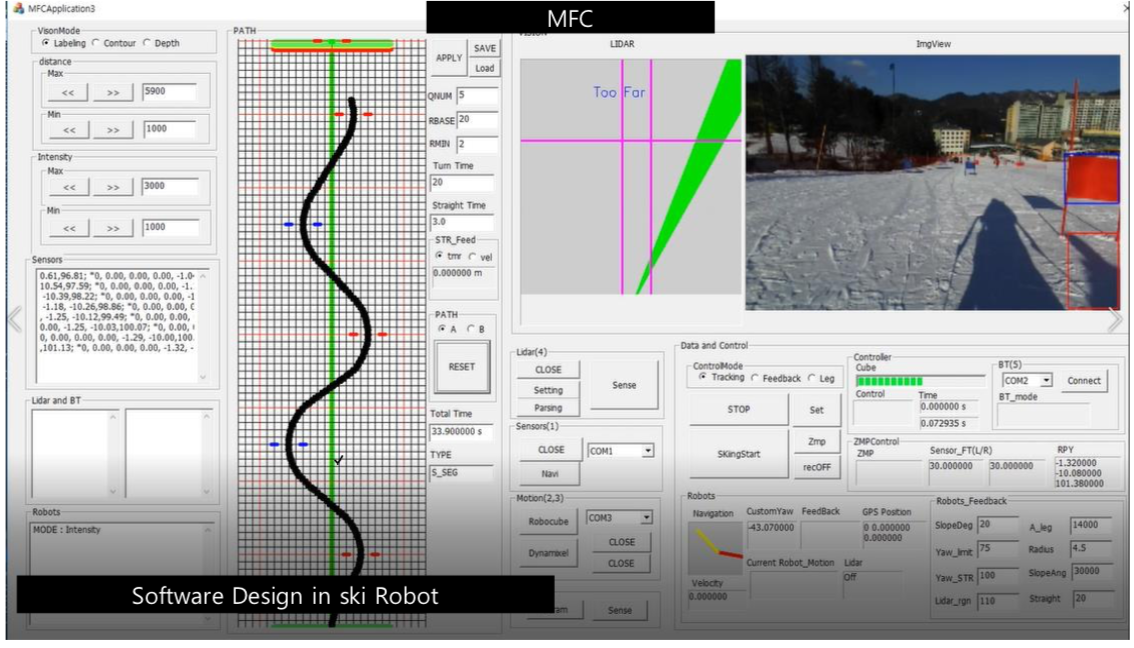 MFCApplication3
MFC
VisonMode
Labeling
Contour
Depth
distance
Max
<<
>>
5900
Min
<<
>>
1000
Intensity
Max
<<
>>
3000
Min
<<
>>
1000
Sensors
0.61,96.81; "0, 0.00, 0.00, 0.00, -1.0
10.54,97.59; "0, 0.00, 0.00, 0.00, -1.
-10.39,98.22; "0, 0.00, 0.00, 0.00, -1
-1.18, -10.26,98.86; "0, 0.00, 0.00, 0.00,
, -1.25, -10.12,99.49; "0, 0.00, 0.00,
0.00, -1.25, -10.03,100.07; "0, 0.00,
0, 0.00, 0.00, 0.00, -1.29, -10.00,100.
,101.13; "0, 0.00, 0.00, 0.00, -1.32, -
Lidar and BT
Robots
MODE : Intensity
PATH
APPLY
SAVE
Load
QNUM 5
RBASE 20
RMIN 2
Turn Time
20
Straight Time
3.0
STR_Feed
tmr
vel
0.000000 m
PATH
A
B
RESET
Total Time
33.900000 s
TYPE
S_SEG
LIDAR
Too Far
ImgView
Lidar(4)
CLOSE
Setting
Parsing
Sense
Sensors(1)
CLOSE
COM1
Navi
Motion(2,3)
Robocube
COM3
CLOSE
Dynamixel
CLOSE
Sense
Data and Control
ControlMode
Tracking
Feedback
Leg
STOP
Set
SKingStart
Zmp
recOFF
Controller
Cube
Control
Time
0.000000 s
0.072935 s
BT(5)
COM2
Connect
BT_mode
ZMPControl
ZMP
Sensor_FT(L/R)
30.000000
30.000000
RPY
-1.320000
-10.080000
101.380000
Robots
Navigation
CustomYaw
-43.070000
FeedBack
GPS Position
0 0.000000
0.000000
Current Robot_Motion
Lidar
Off
Velocity
0.000000
Robots_Feedback
SlopeDeg 20
A_leg 14000
Yaw_limit 75
Radius 4.5
Yaw_STR 100
SlopeAng 30000
Lidar_rgn 110
Straight 20
Software Design in ski Robot